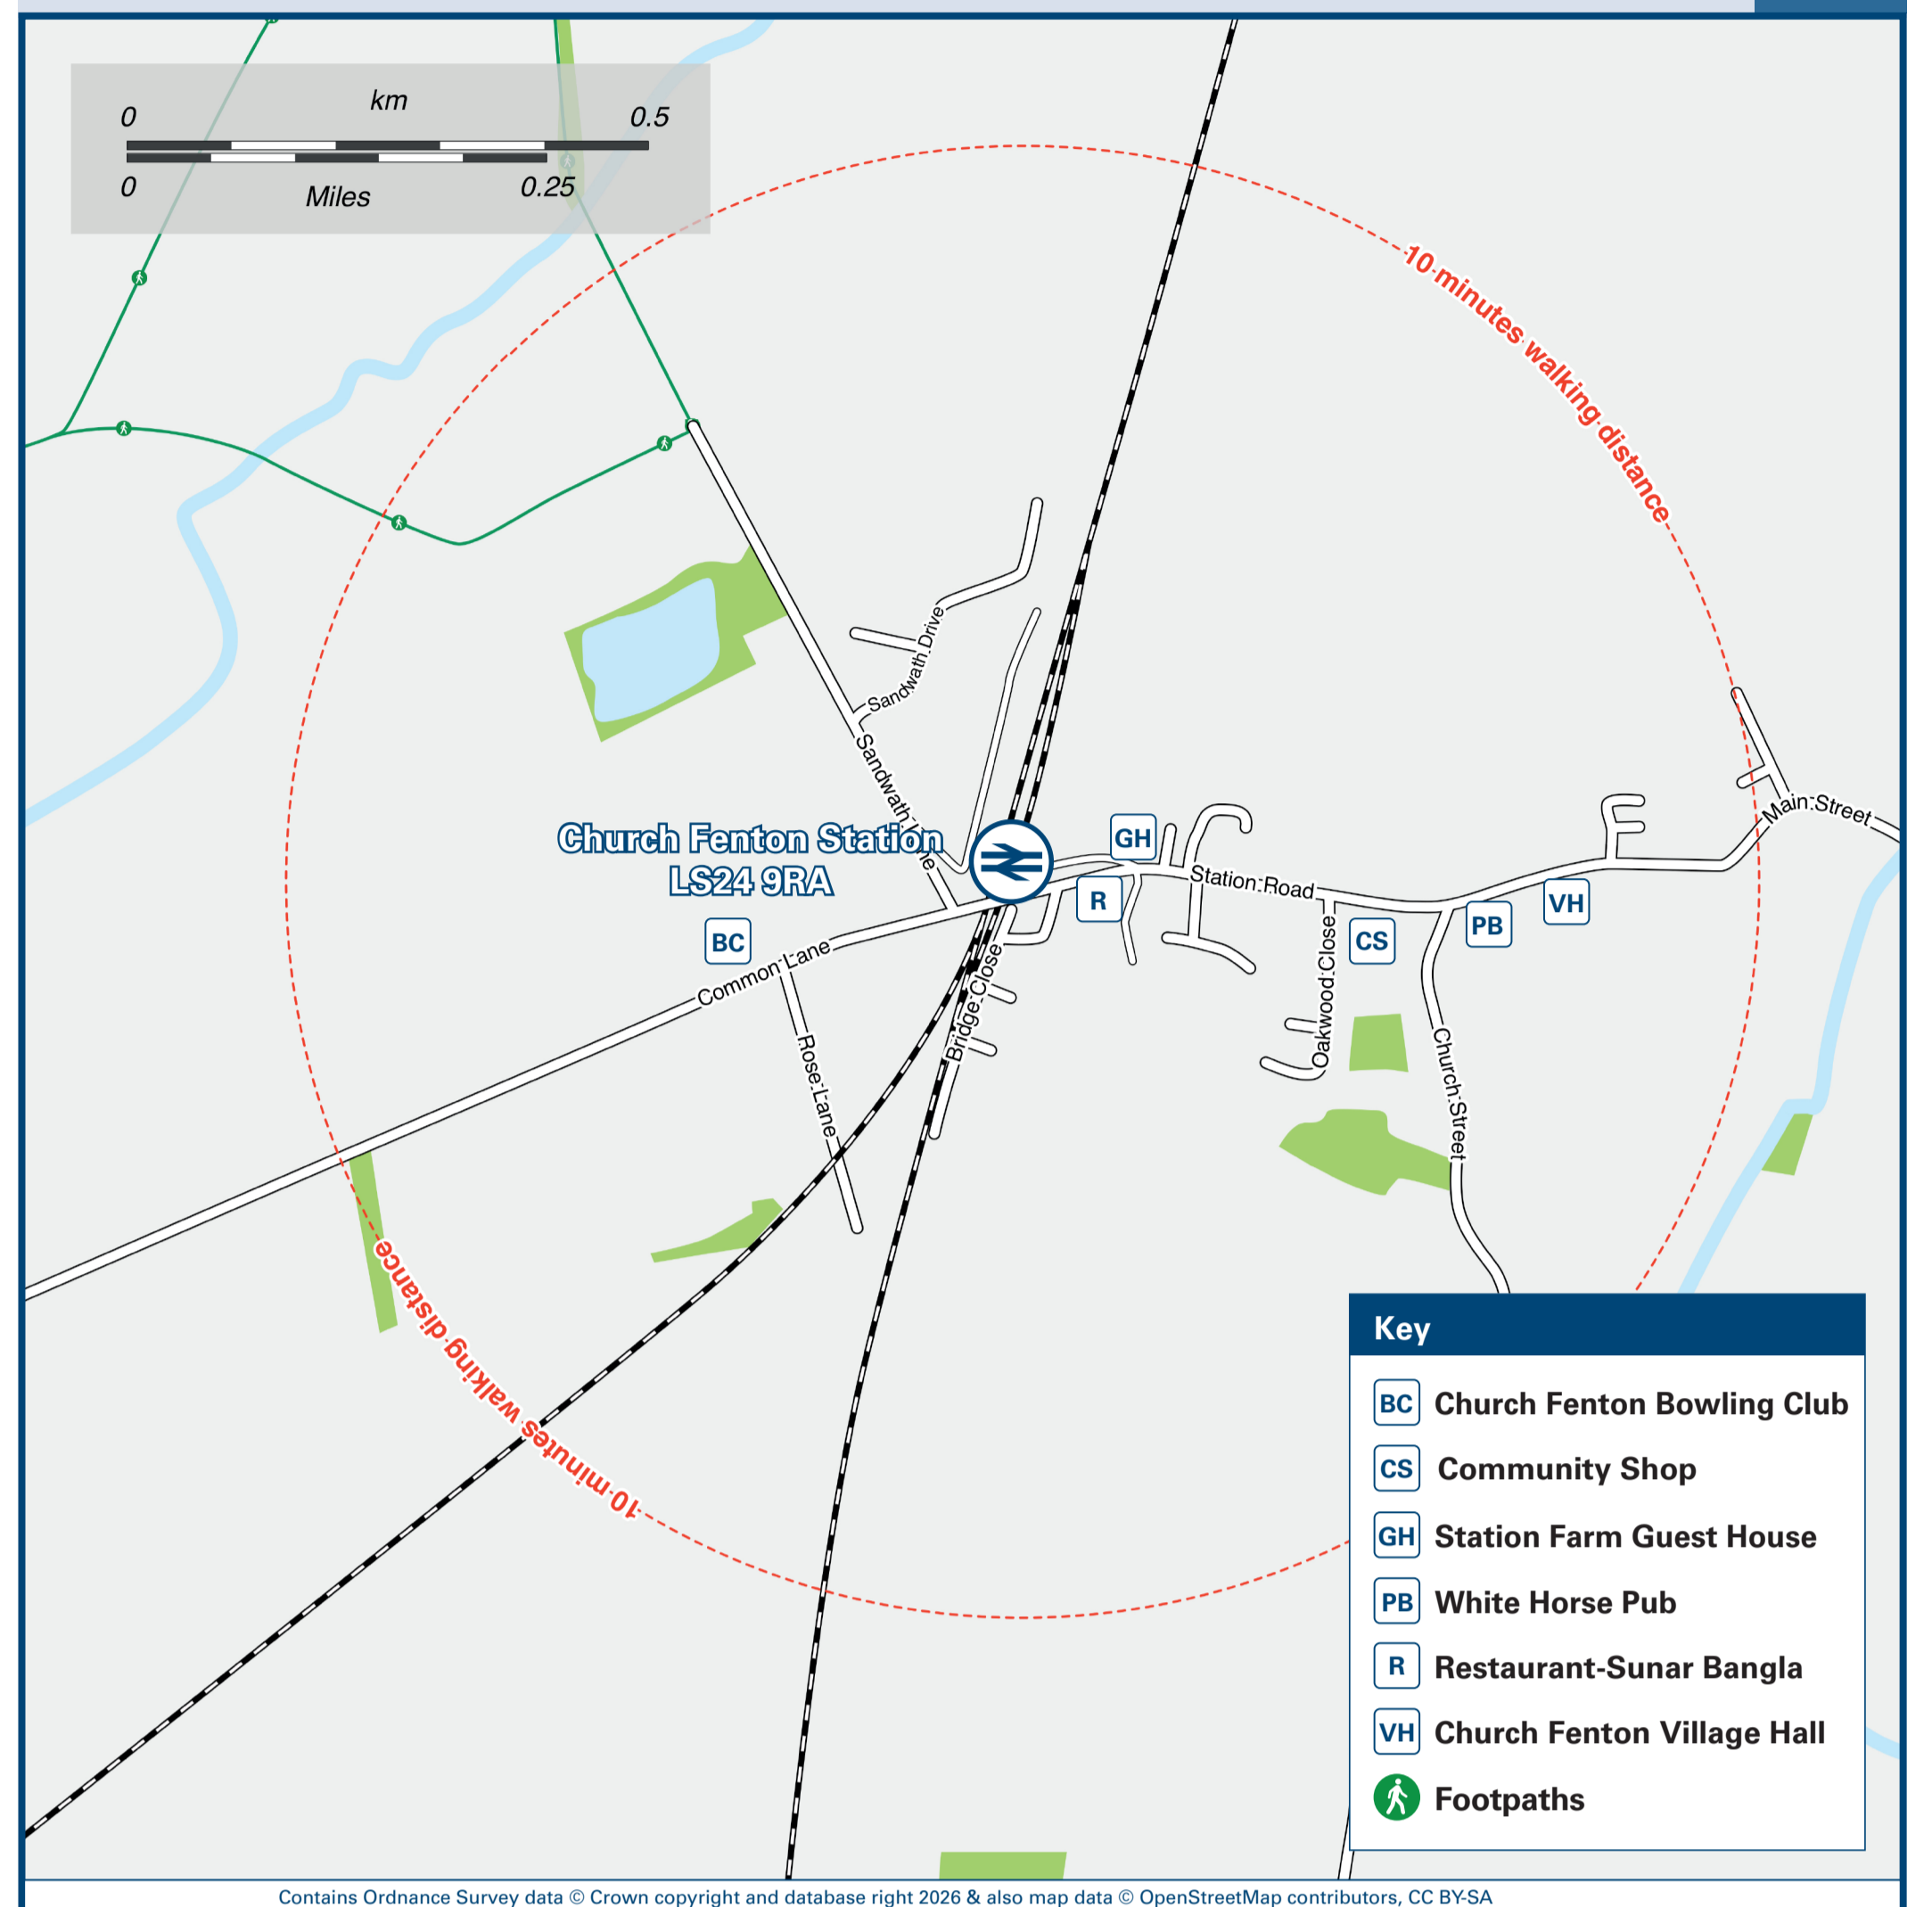 km
0 0.5
0 0.25
Miles
10 minutes walking distance
Sandwath Drive
Sandwath Lane
Church Fenton Station
LS24 9RA
GH
Main Street
Station Road
R
VH
PB
CS
BC
Common Lane
Bridge Close
Oakwood Close
Rose Lane
Church Street
10 minutes walking distance
Key
BC Church Fenton Bowling Club
CS Community Shop
GH Station Farm Guest House
PB White Horse Pub
R Restaurant-Sunar Bangla
VH Church Fenton Village Hall
Footpaths
Contains Ordnance Survey data © Crown copyright and database right 2026 & also map data © OpenStreetMap contributors, CC BY-SA